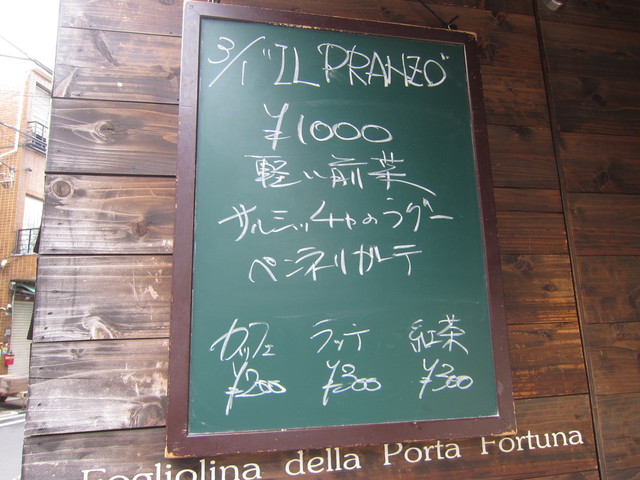 3/1 "IL PRANZO"
¥1000
軽い前菜
サルシッチャのラグー
ペンネリガーテ
カッフェ ラッテ 紅茶
¥200 ¥300 ¥300
Fogliolina della Porta Fortuna